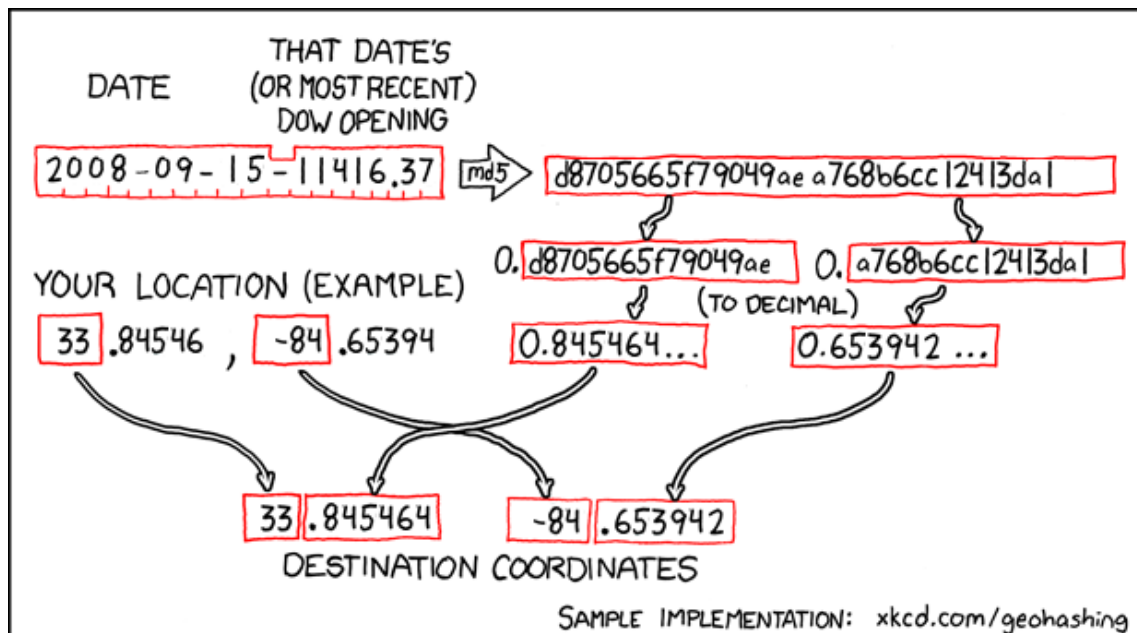 DATE
THAT DATE'S
(OR MOST RECENT)
DOW OPENING
2008-09-15-11416.37
md5
d8705665f79049aea768b6cc12413da1
0.d8705665f79049ae
0.a768b6cc12413da1
YOUR LOCATION (EXAMPLE)
(TO DECIMAL)
33.84546, -84.65394
0.845464...
0.653942...
33.845464
-84.653942
DESTINATION COORDINATES
SAMPLE IMPLEMENTATION: xkcd.com/geohashing